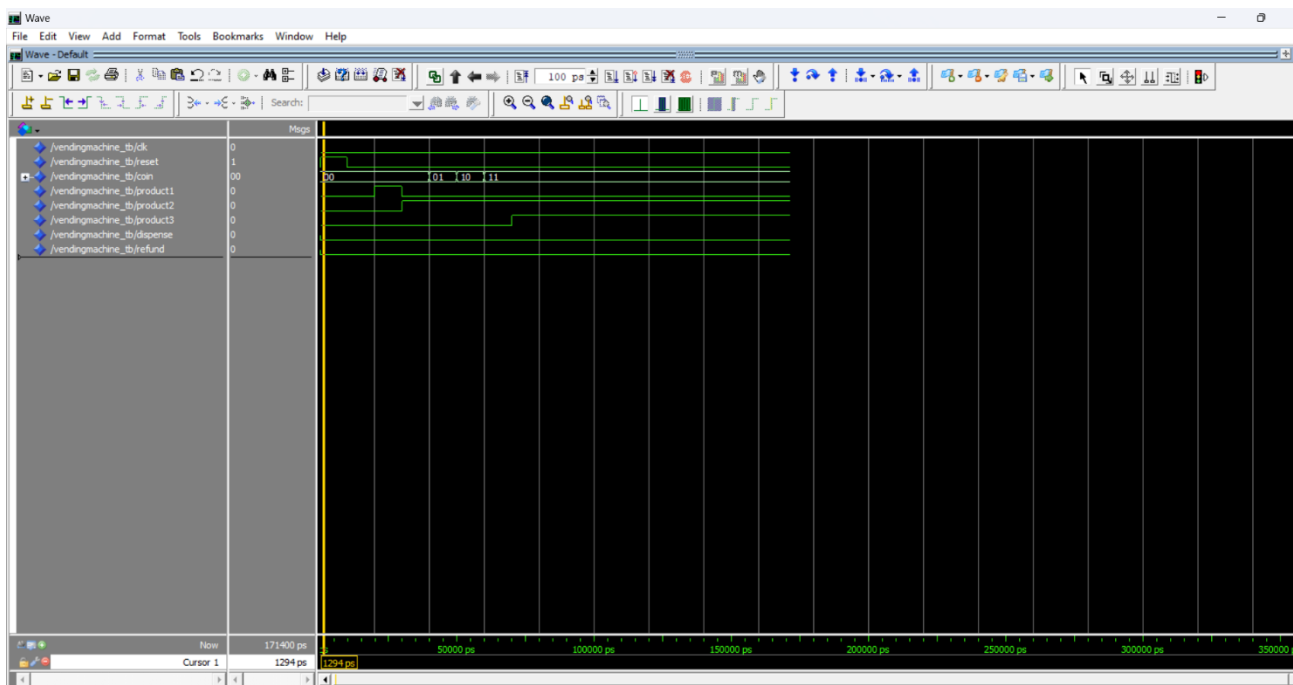 Wave
File Edit View Add Format Tools Bookmarks Window Help
Wave - Default
100 ps
Search:
Msgs
/vendingmachine_tb/clk 0
/vendingmachine_tb/reset 1
/vendingmachine_tb/coin 00 00 01 10 11
/vendingmachine_tb/product1 0
/vendingmachine_tb/product2 0
/vendingmachine_tb/product3 0
/vendingmachine_tb/dispense 0
/vendingmachine_tb/refund 0
Now 171400 ps 50000 ps 100000 ps 150000 ps 200000 ps 250000 ps 300000 ps 350000
Cursor 1 1294 ps 1294 ps